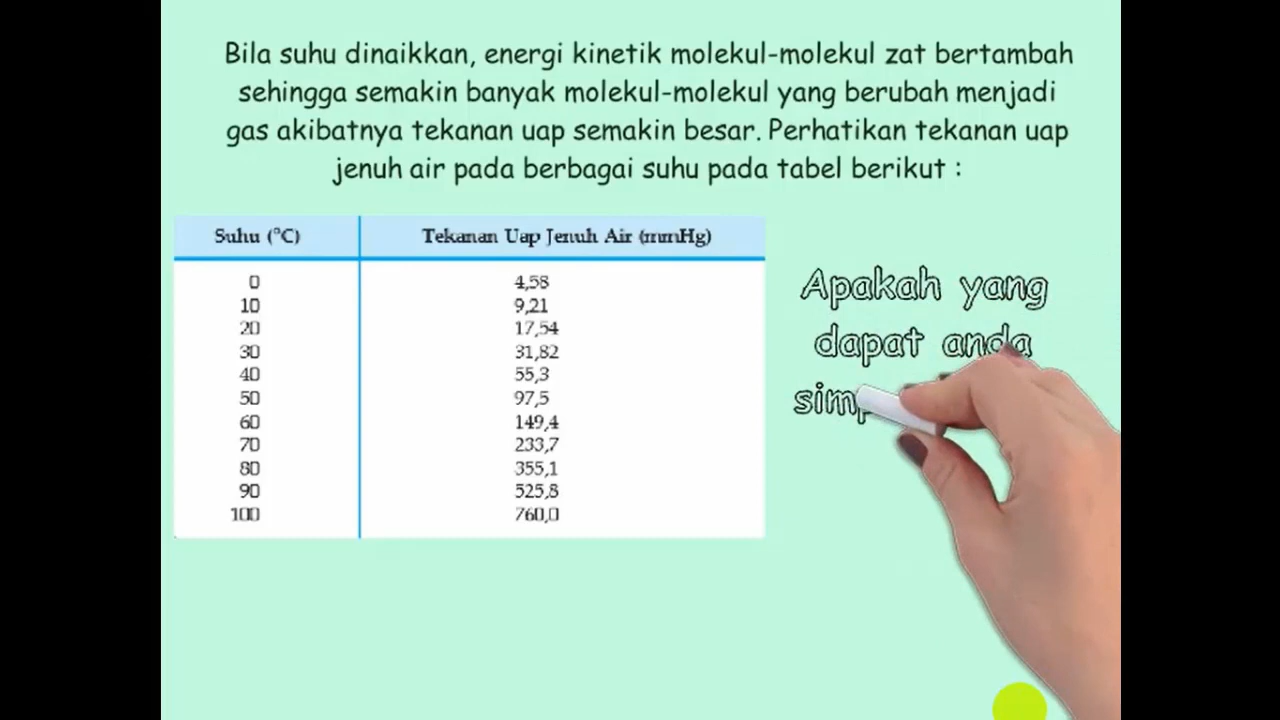 Bila suhu dinaikkan, energi kinetik molekul-molekul zat bertambah
sehingga semakin banyak molekul-molekul yang berubah menjadi
gas akibatnya tekanan uap semakin besar. Perhatikan tekanan uap
jenuh air pada berbagai suhu pada tabel berikut :
Suhu (°C) Tekanan Uap Jenuh Air (mmHg)
0 4,58
10 9,21
20 17,54
30 31,82
40 55,3
50 97,5
60 149,4
70 233,7
80 355,1
90 525,8
100 760,0
Apakah yang
dapat anda